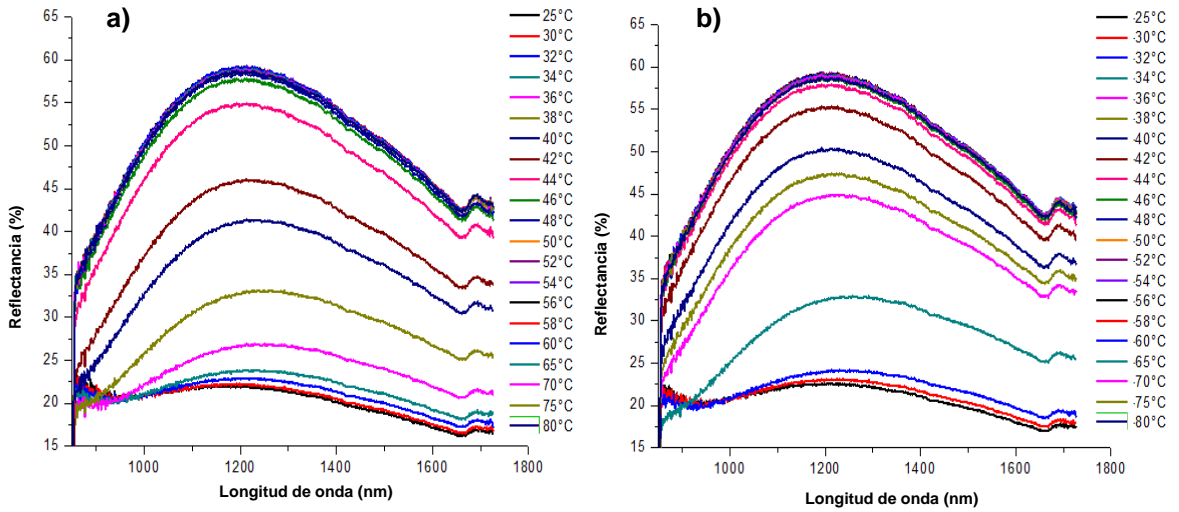 a)
65
60
55
50
45
40
35
30
25
20
15
1000
1200
1400
1600
1800
Reflectancia (%)
Longitud de onda (nm)
25°C
30°C
32°C
34°C
36°C
38°C
40°C
42°C
44°C
46°C
48°C
50°C
52°C
54°C
56°C
58°C
60°C
65°C
70°C
75°C
80°C
b)
65
60
55
50
45
40
35
30
25
20
15
1000
1200
1400
1600
1800
Reflectancia (%)
Longitud de onda (nm)
-25°C
-30°C
-32°C
-34°C
-36°C
-38°C
-40°C
-42°C
-44°C
-46°C
-48°C
-50°C
-52°C
-54°C
-56°C
-58°C
-60°C
-65°C
-70°C
-75°C
-80°C